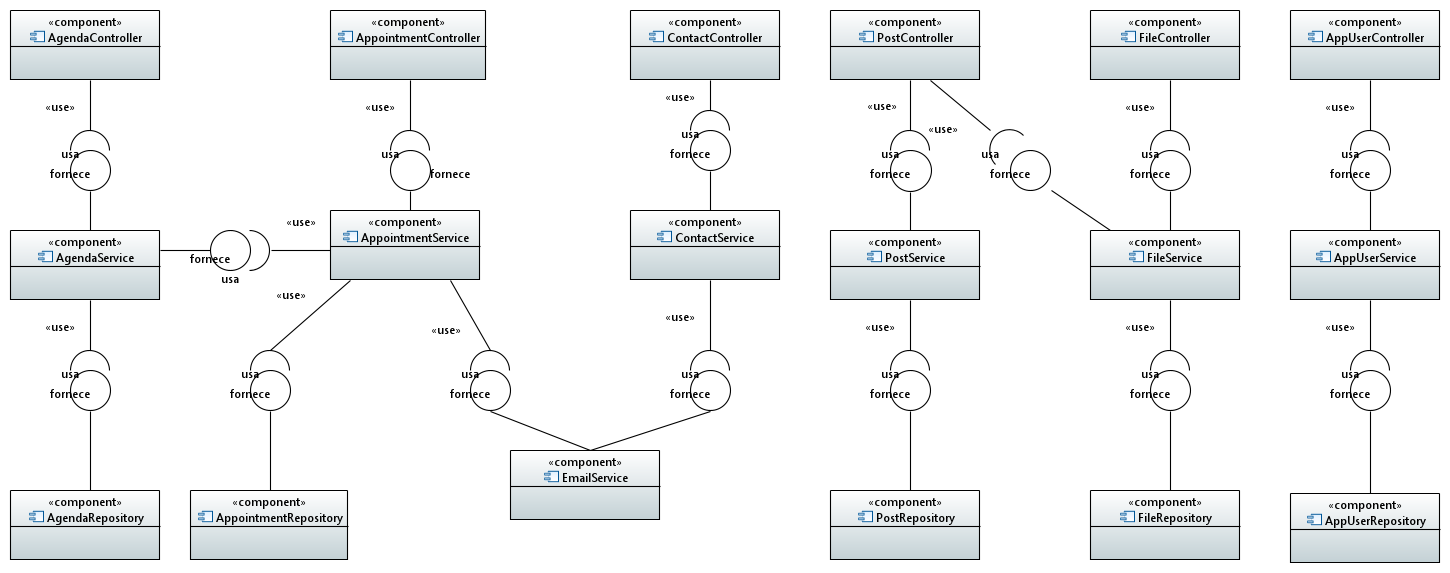 «component»
AgendaController
«component»
AppointmentController
«component»
ContactController
«component»
PostController
«component»
FileController
«component»
AppUserController
«use»
usa
fornece
«use»
usa
fornece
«use»
usa
fornece
«use»
usa
fornece
«use»
usa
fornece
«use»
usa
fornece
«use»
usa
fornece
«component»
AgendaService
fornece
usa
«use»
«component»
AppointmentService
«component»
ContactService
«component»
PostService
«component»
FileService
«component»
AppUserService
«use»
usa
fornece
«use»
usa
fornece
«use»
usa
fornece
«use»
usa
fornece
«use»
usa
fornece
«use»
usa
fornece
«use»
usa
fornece
«component»
AgendaRepository
«component»
AppointmentRepository
«component»
EmailService
«component»
PostRepository
«component»
FileRepository
«component»
AppUserRepository